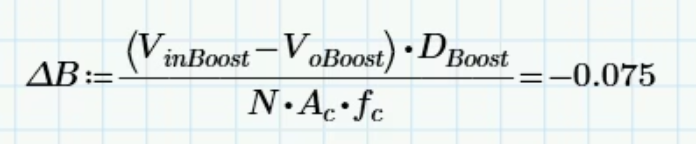 ΔB := (V_inBoost − V_oBoost) · D_Boost / N · A_c · f_c = −0.075